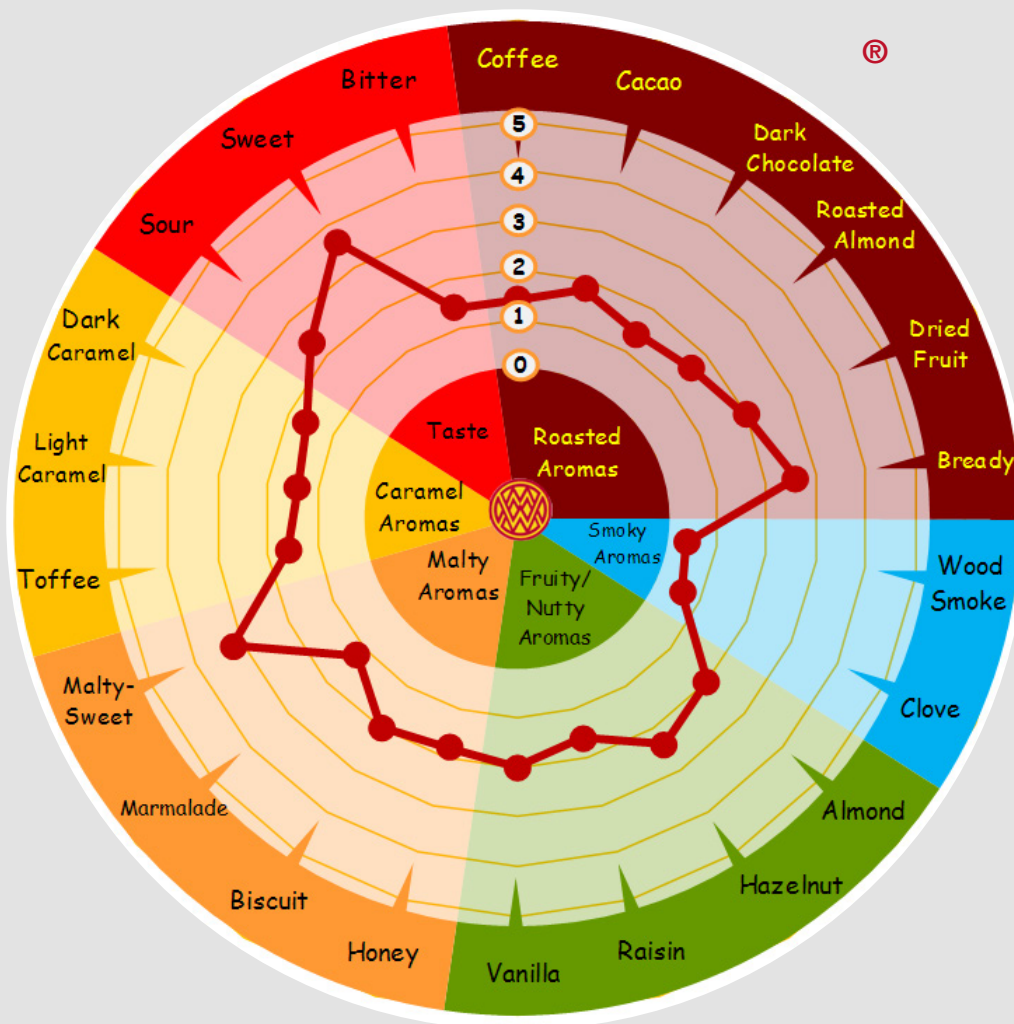 ®
Coffee
Cacao
Dark
Chocolate
Roasted
Almond
Dried
Fruit
Bready
Wood
Smoke
Clove
Almond
Hazelnut
Raisin
Vanilla
Honey
Biscuit
Marmalade
Malty-
Sweet
Toffee
Light
Caramel
Dark
Caramel
Sour
Sweet
Bitter
5
4
3
2
1
0
Taste
Roasted
Aromas
Smoky
Aromas
Fruity/
Nutty
Aromas
Malty
Aromas
Caramel
Aromas